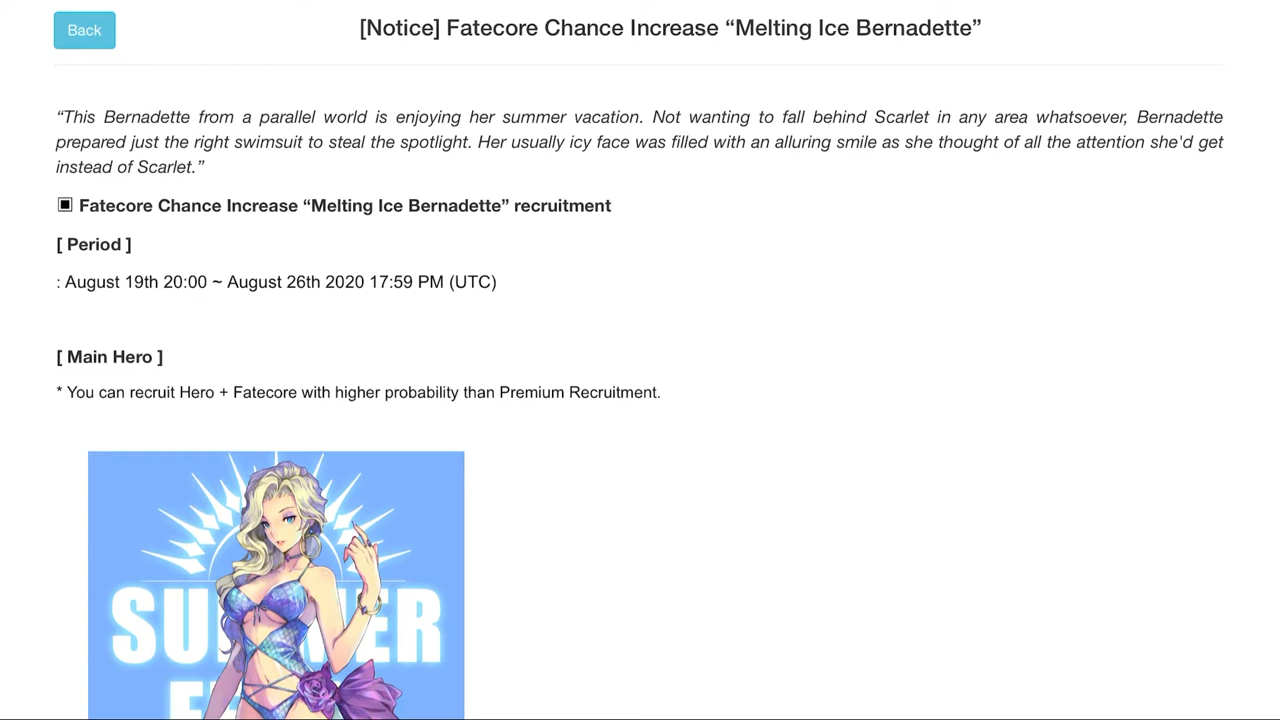 Back
[Notice] Fatecore Chance Increase “Melting Ice Bernadette”
“This Bernadette from a parallel world is enjoying her summer vacation. Not wanting to fall behind Scarlet in any area whatsoever, Bernadette
prepared just the right swimsuit to steal the spotlight. Her usually icy face was filled with an alluring smile as she thought of all the attention she'd get
instead of Scarlet.”
▣ Fatecore Chance Increase “Melting Ice Bernadette” recruitment
[ Period ]
: August 19th 20:00 ~ August 26th 2020 17:59 PM (UTC)
[ Main Hero ]
* You can recruit Hero + Fatecore with higher probability than Premium Recruitment.